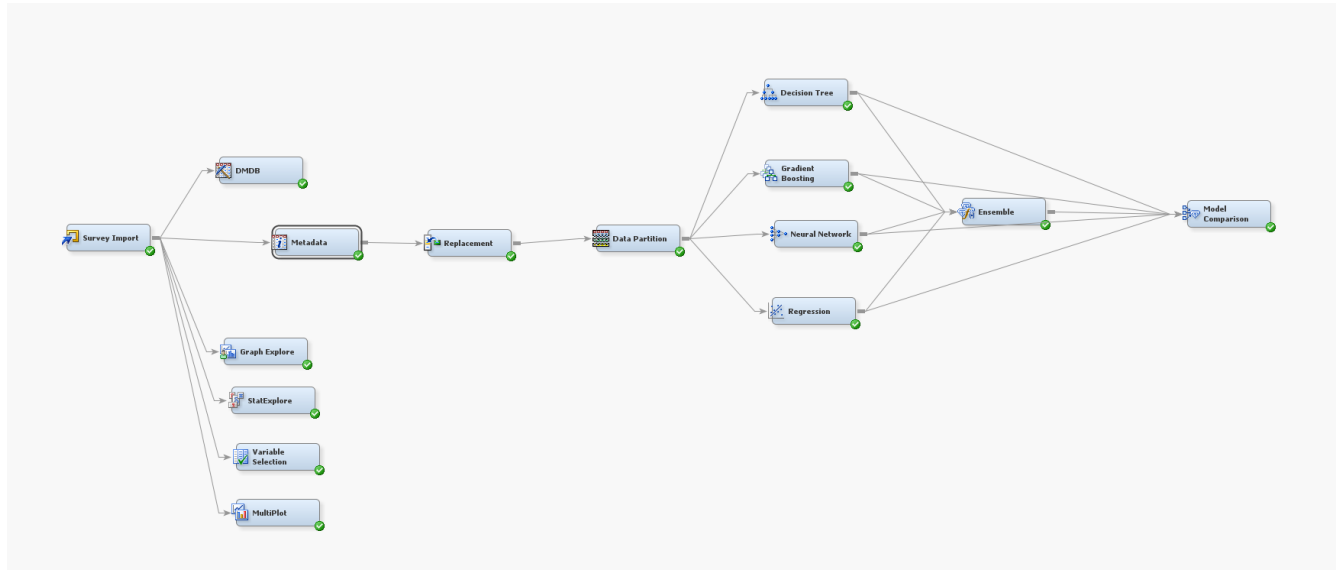 Decision Tree
DMDB
Gradient
Boosting
Survey Import
Metadata
Replacement
Data Partition
Neural Network
Ensemble
Model
Comparison
Regression
Graph Explore
StatExplore
Variable
Selection
MultiPlot